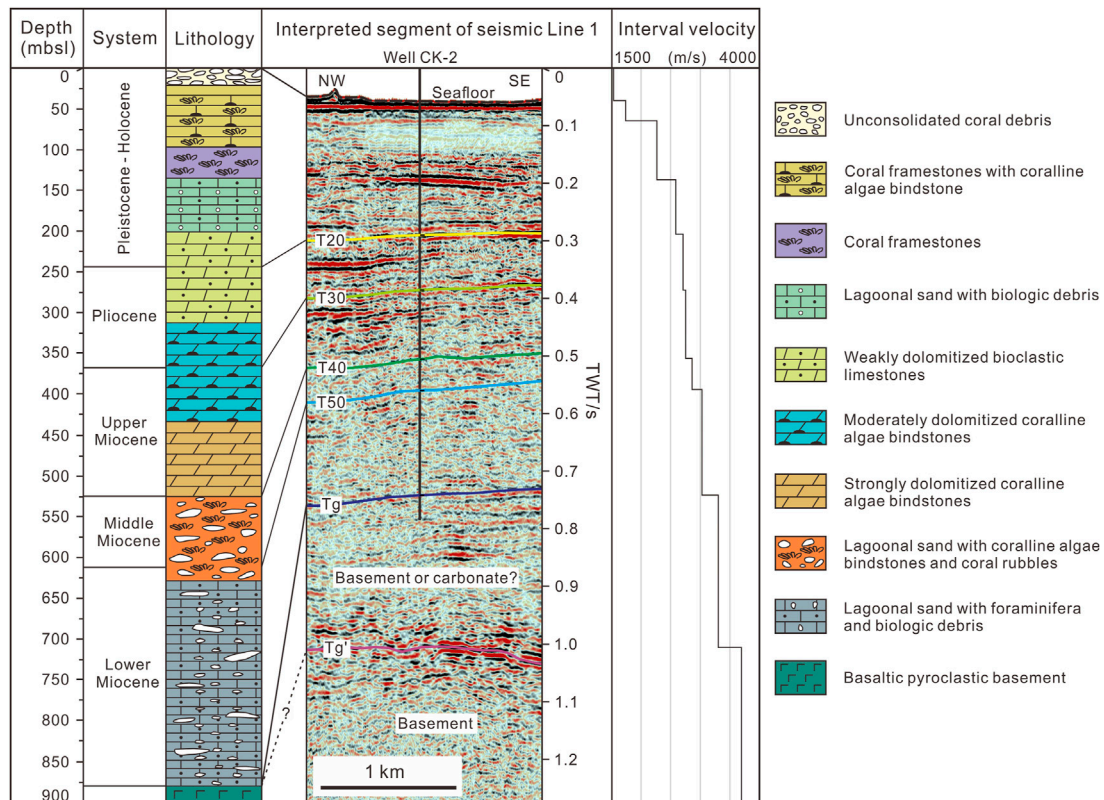 Depth
(mbsl)
System
Lithology
Interpreted segment of seismic Line 1
Well CK-2
Interval velocity
1500 (m/s) 4000
0
50
100
150
200
250
300
350
400
450
500
550
600
650
700
750
800
850
900
Pleistocene - Holocene
Pliocene
Upper
Miocene
Middle
Miocene
Lower
Miocene
NW
SE
Seafloor
T20
T30
T40
T50
Tg
Basement or carbonate?
Tg'
?
Basement
1 km
0
0.1
0.2
0.3
0.4
0.5
0.6
0.7
0.8
0.9
1.0
1.1
1.2
TWT/s
Unconsolidated coral debris
Coral framestones with coralline
algae bindstone
Coral framestones
Lagoonal sand with biologic debris
Weakly dolomitized bioclastic
limestones
Moderately dolomitized coralline
algae bindstones
Strongly dolomitized coralline
algae bindstones
Lagoonal sand with coralline algae
bindstones and coral rubbles
Lagoonal sand with foraminifera
and biologic debris
Basaltic pyroclastic basement